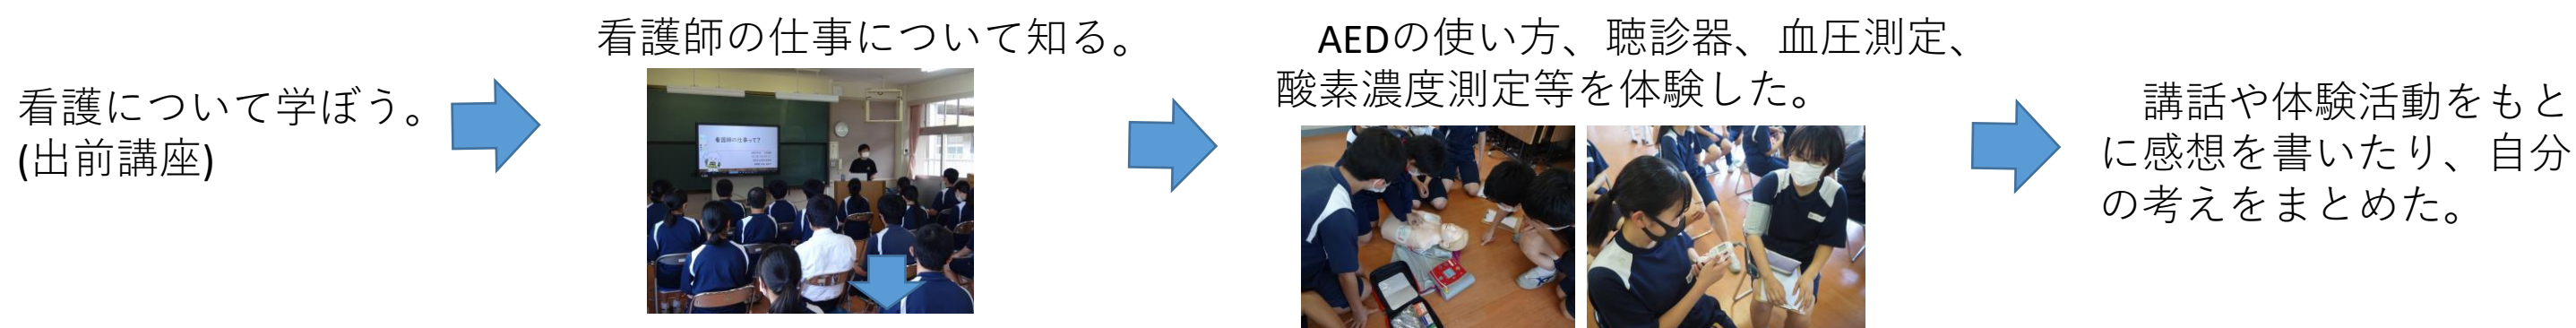 看護について学ぼう。
(出前講座)
看護師の仕事について知る。
看護師の仕事って?
AEDの使い方、聴診器、血圧測定、
酸素濃度測定等を体験した。
講話や体験活動をもと
に感想を書いたり、自分
の考えをまとめた。